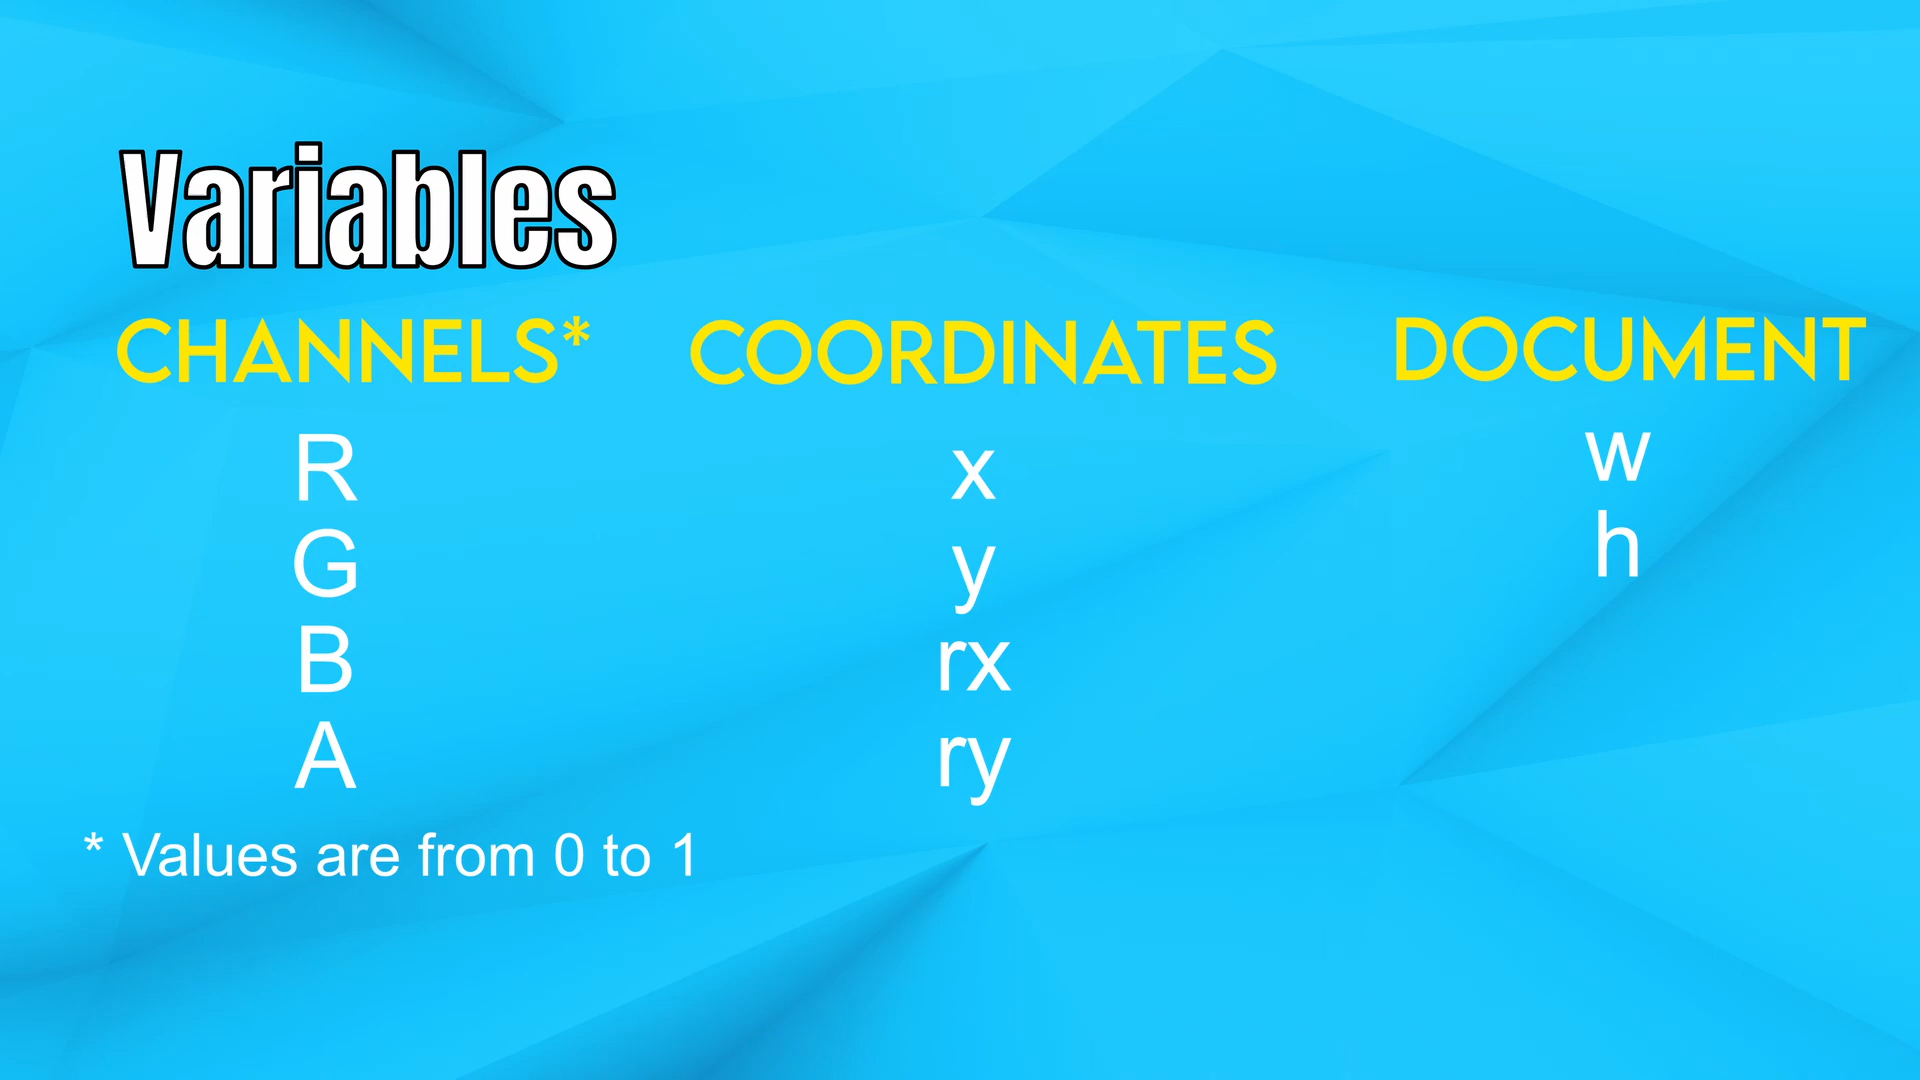 Variables
CHANNELS* COORDINATES DOCUMENT
R x w
G y h
B rx
A ry
* Values are from 0 to 1